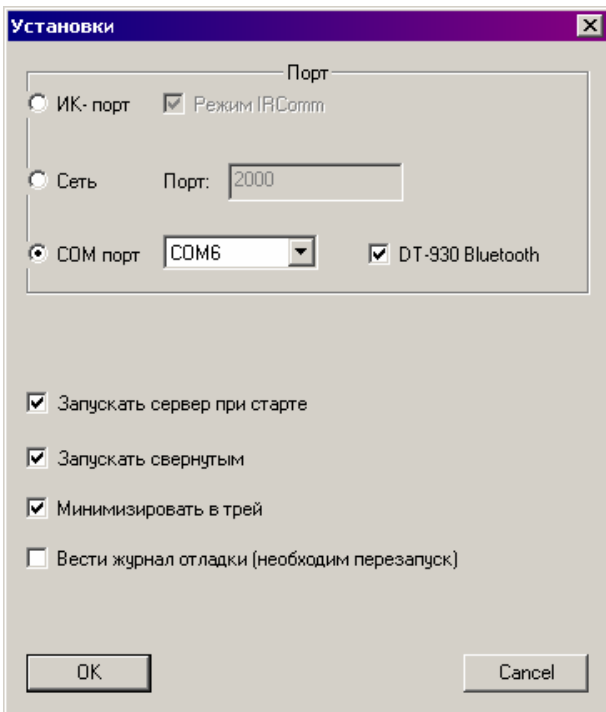 Установки
Порт
ИК- порт Режим IRComm
Сеть Порт: 2000
COM порт COM6 DT-930 Bluetooth
Запускать сервер при старте
Запускать свернутым
Минимизировать в трей
Вести журнал отладки (необходим перезапуск)
OK Cancel